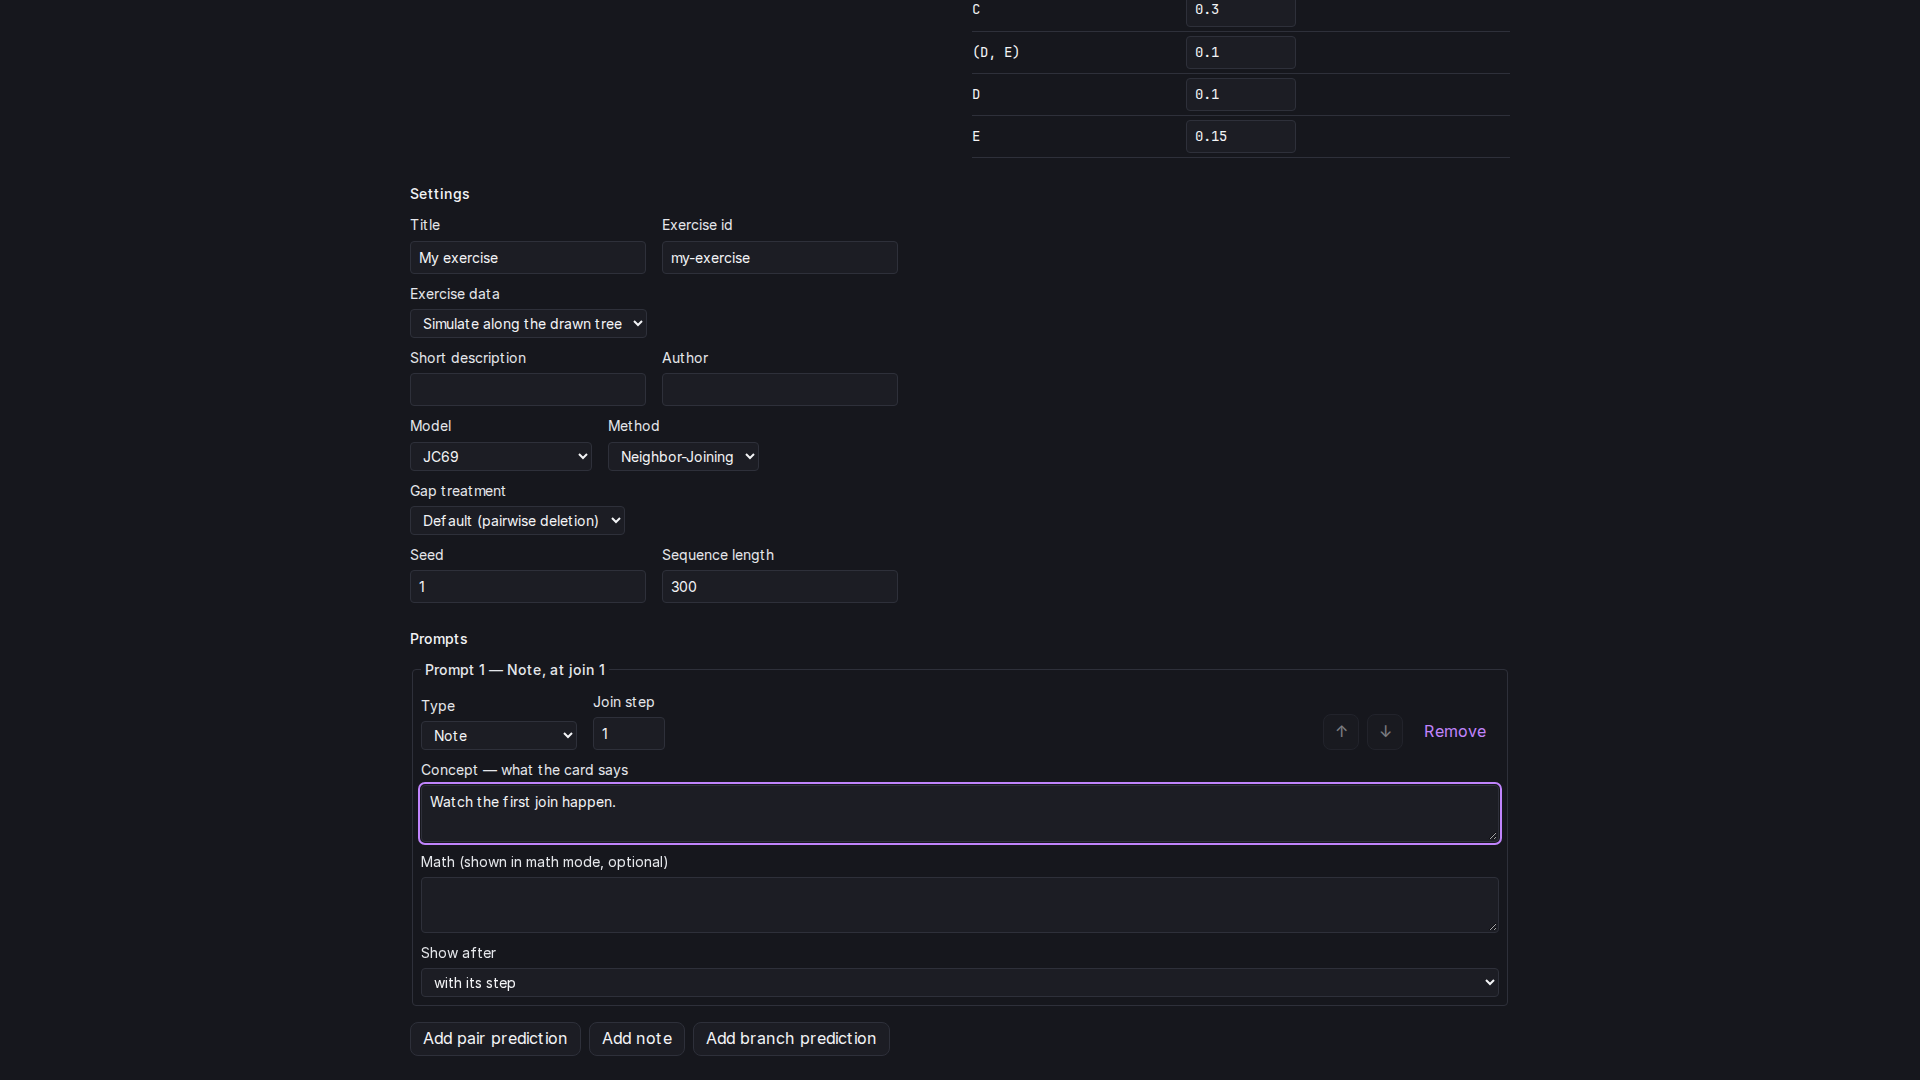 C 0.3
(D, E) 0.1
D 0.1
E 0.15
Settings
Title Exercise id
My exercise my-exercise
Exercise data
Simulate along the drawn tree
Short description Author
Model Method
JC69 Neighbor-Joining
Gap treatment
Default (pairwise deletion)
Seed Sequence length
1 300
Prompts
Prompt 1 — Note, at join 1
Type Join step
Note 1 ↑ ↓ Remove
Concept — what the card says
Watch the first join happen.
Math (shown in math mode, optional)
Show after
with its step
Add pair prediction Add note Add branch prediction